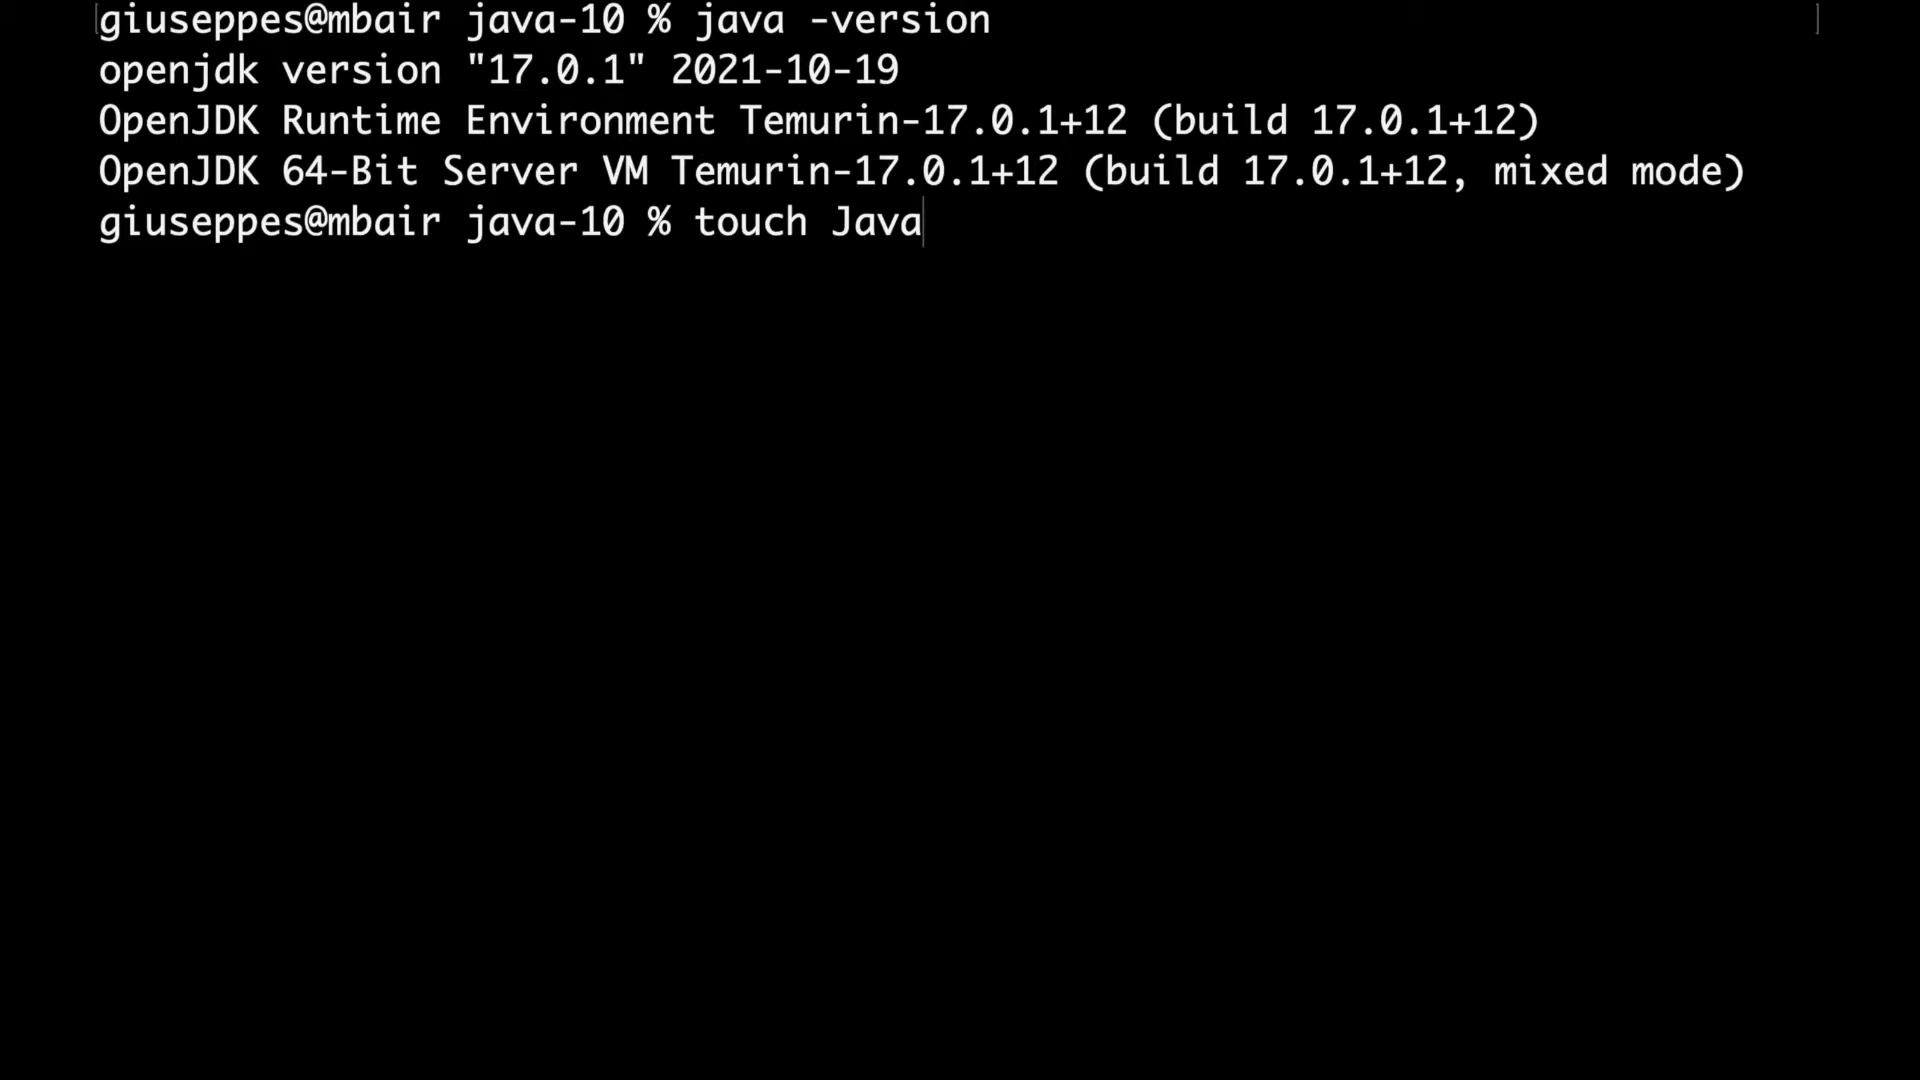 giuseppes@mbair java-10 % java -version
openjdk version "17.0.1" 2021-10-19
OpenJDK Runtime Environment Temurin-17.0.1+12 (build 17.0.1+12)
OpenJDK 64-Bit Server VM Temurin-17.0.1+12 (build 17.0.1+12, mixed mode)
giuseppes@mbair java-10 % touch Java